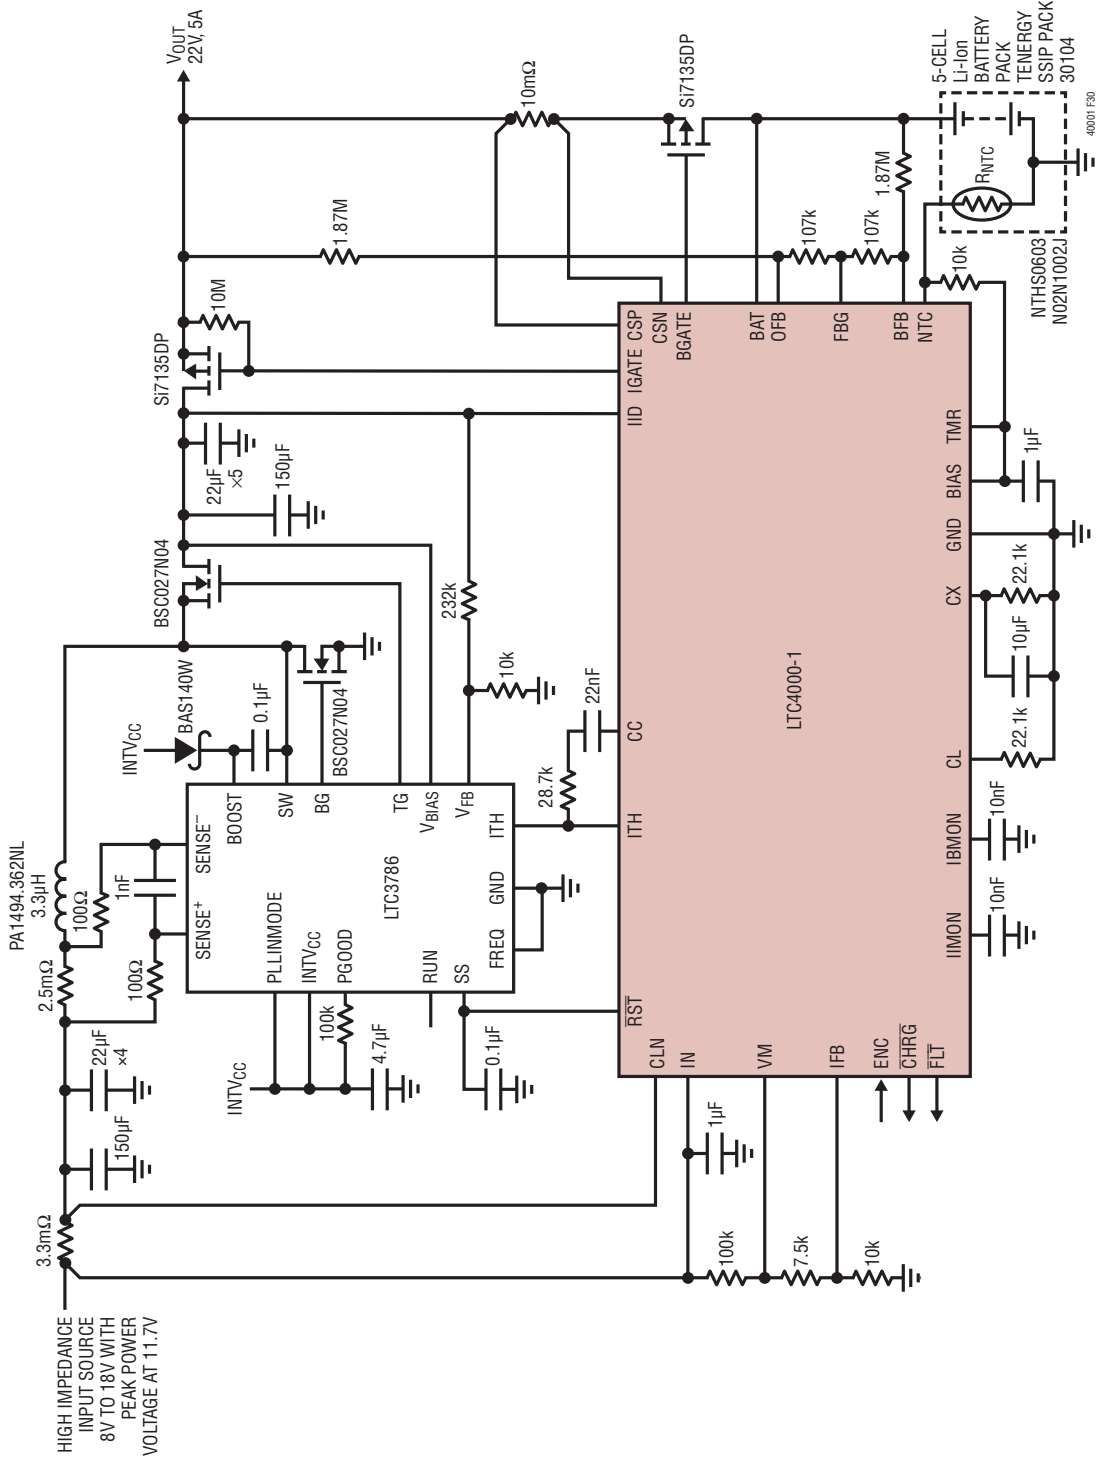 HIGH IMPEDANCE
INPUT SOURCE
8V TO 18V WITH
PEAK POWER
VOLTAGE AT 11.7V
3.3mΩ
150µF
22µF
×4
2.5mΩ
PA1494.362NL
3.3µH
100Ω
100Ω
1nF
INTVCC
BAS140W
0.1µF
BSC027N04
BSC027N04
22µF
×5
150µF
Si7135DP
10M
VOUT
22V, 5A
INTVCC
100k
4.7µF
0.1µF
SENSE+
SENSE–
PLLINMODE
INTVCC
PGOOD
RUN
SS
FREQ
GND
ITH
BOOST
SW
BG
TG
VBIAS
VFB
LTC3786
232k
10k
28.7k
22nF
1.87M
10mΩ
Si7135DP
107k
107k
1.87M
10k
1µF
100k
7.5k
10k
RST
ITH
CC
IID
IGATE
CSP
CLN
IN
VM
IFB
ENC
CHRG
FLT
LTC4000-1
CSN
BGATE
BAT
OFB
FBG
BFB
NTC
IIMON
IBMON
CL
CX
GND
BIAS
TMR
10nF
10nF
22.1k
10µF
22.1k
1µF
RNTC
NTHS0603
N02N1002J
5-CELL
Li-Ion
BATTERY
PACK
TENERGY
SSIP PACK
30104
40001 F30